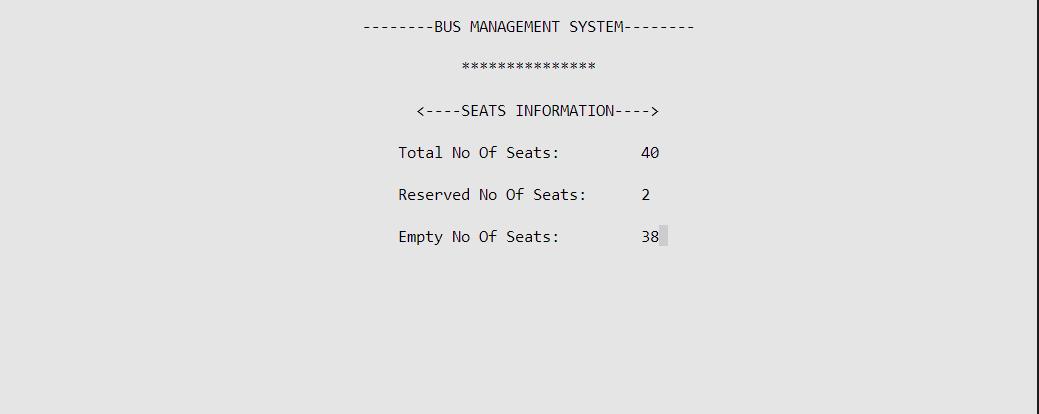 --------BUS MANAGEMENT SYSTEM--------
***************
<----SEATS INFORMATION---->
Total No Of Seats: 40
Reserved No Of Seats: 2
Empty No Of Seats: 38